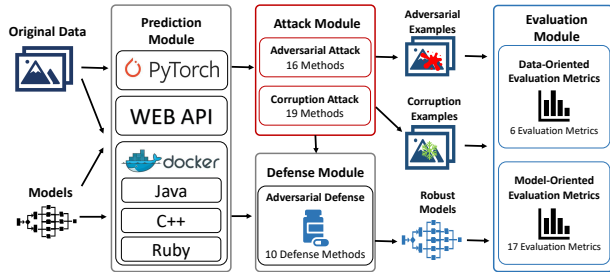 Original Data
Models
Prediction
Module
PyTorch
WEB API
docker
Java
C++
Ruby
Attack Module
Adversarial Attack
16 Methods
Corruption Attack
19 Methods
Defense Module
Adversarial Defense
10 Defense Methods
Adversarial
Examples
Corruption
Examples
Robust
Models
Evaluation
Module
Data-Oriented
Evaluation Metrics
6 Evaluation Metrics
Model-Oriented
Evaluation Metrics
17 Evaluation Metrics